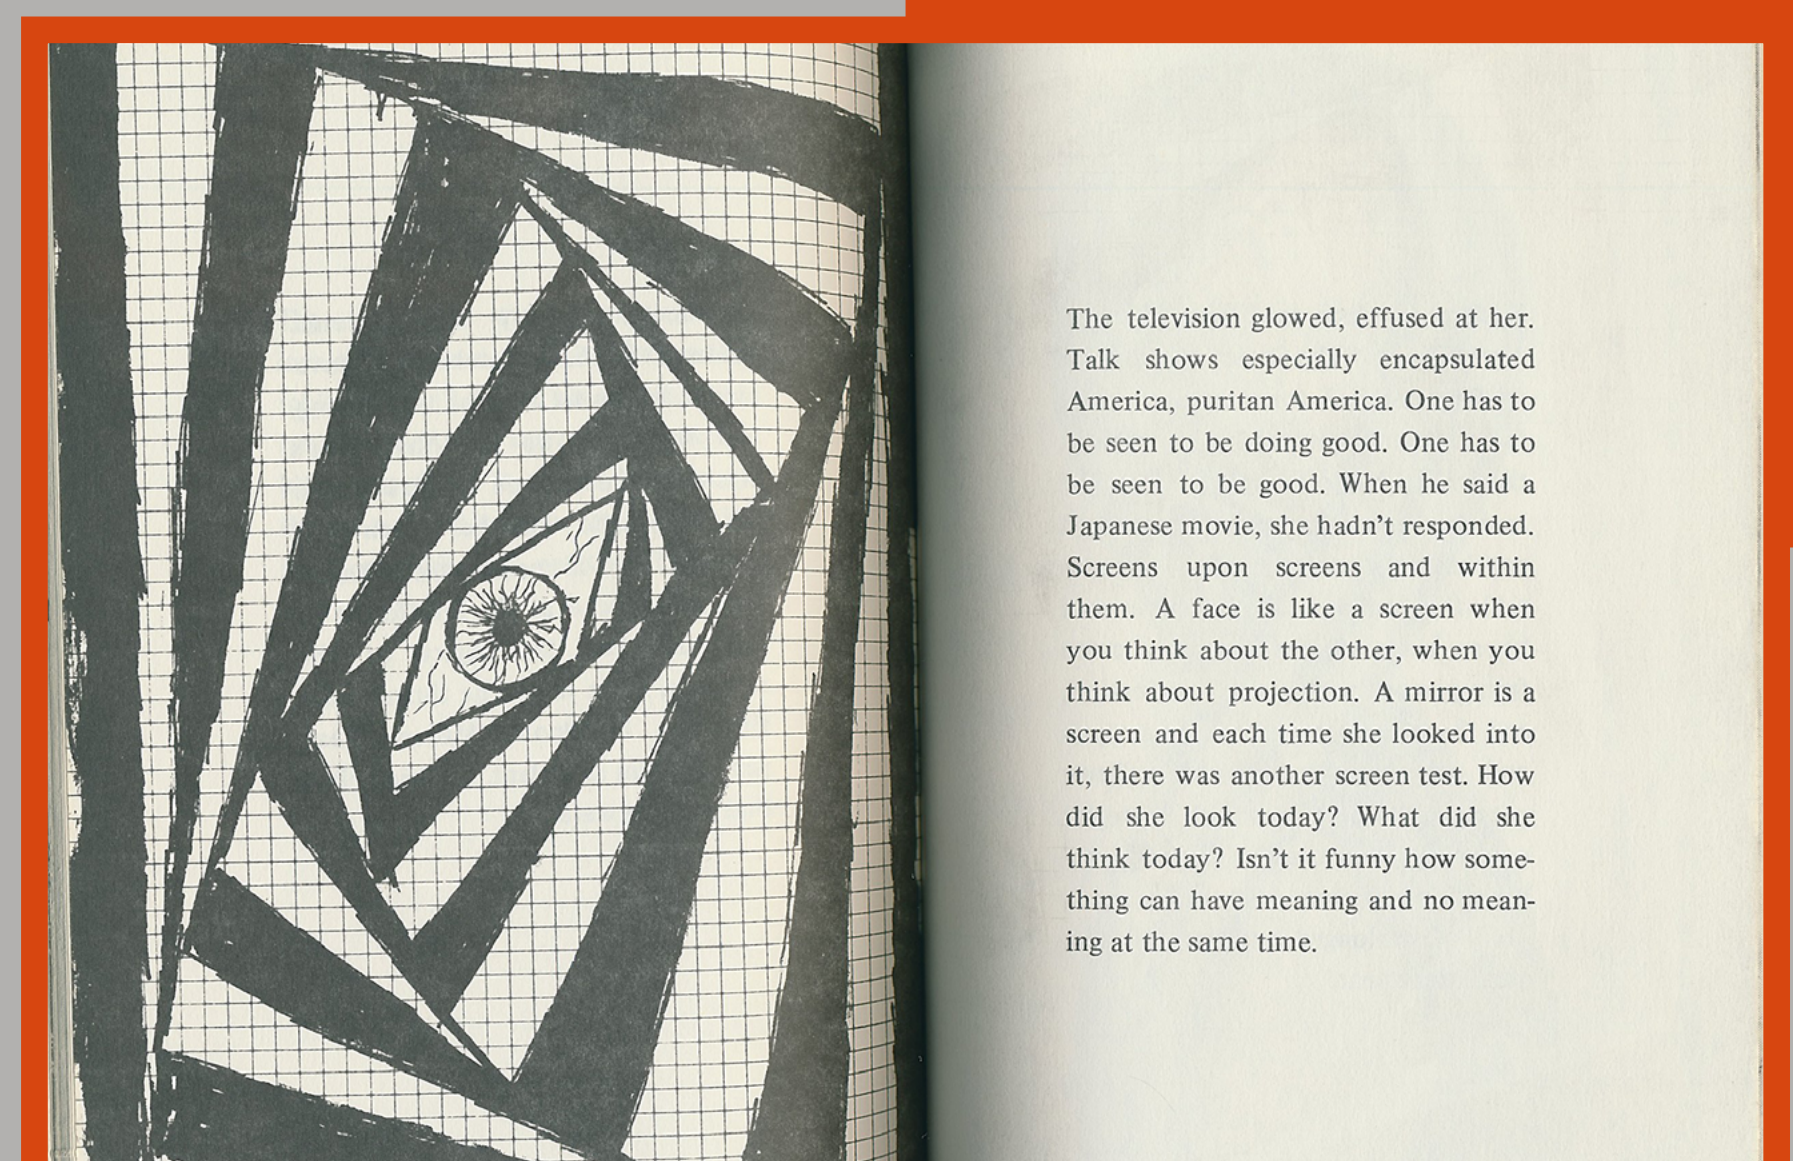 The television glowed, effused at her.
Talk shows especially encapsulated
America, puritan America. One has to
be seen to be doing good. One has to
be seen to be good. When he said a
Japanese movie, she hadn’t responded.
Screens upon screens and within
them. A face is like a screen when
you think about the other, when you
think about projection. A mirror is a
screen and each time she looked into
it, there was another screen test. How
did she look today? What did she
think today? Isn’t it funny how some-
thing can have meaning and no mean-
ing at the same time.